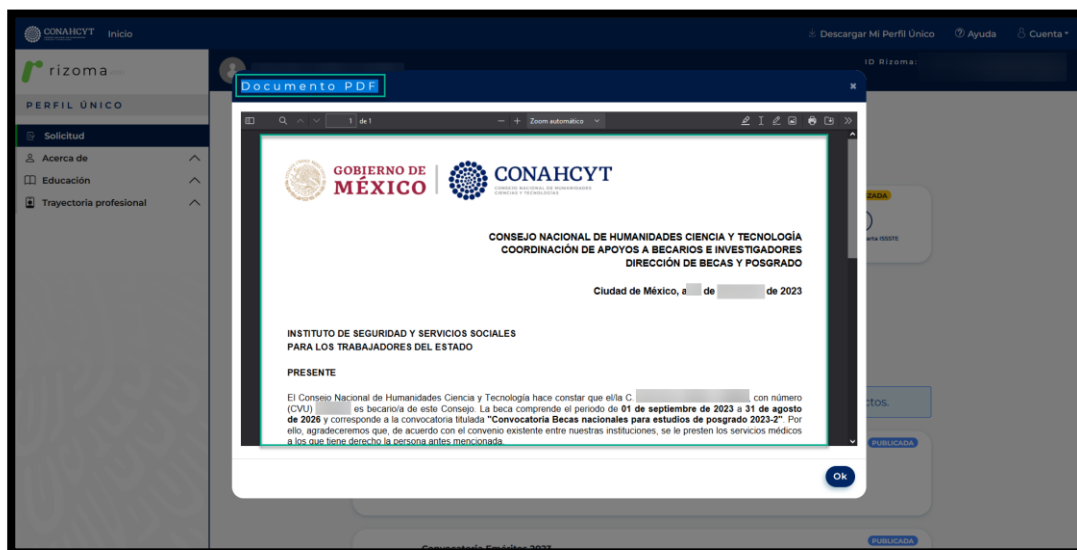 CONAHCYT Inicio
Descargar Mi Perfil Único Ayuda Cuenta
rizoma
ID Rizoma:
PERFIL ÚNICO
Solicitud
Acerca de
Educación
Trayectoria profesional
Documento PDF
1 de 1 Zoom automático
GOBIERNO DE
MÉXICO
CONAHCYT
CONSEJO NACIONAL DE HUMANIDADES
CIENCIAS Y TECNOLOGÍAS
CONSEJO NACIONAL DE HUMANIDADES CIENCIA Y TECNOLOGÍA
COORDINACIÓN DE APOYOS A BECARIOS E INVESTIGADORES
DIRECCIÓN DE BECAS Y POSGRADO
Ciudad de México, a de de 2023
INSTITUTO DE SEGURIDAD Y SERVICIOS SOCIALES
PARA LOS TRABAJADORES DEL ESTADO
PRESENTE
El Consejo Nacional de Humanidades Ciencia y Tecnología hace constar que el/la C. , con número
(CVU) es becario/a de este Consejo. La beca comprende el periodo de 01 de septiembre de 2023 a 31 de agosto
de 2026 y corresponde a la convocatoria titulada "Convocatoria Becas nacionales para estudios de posgrado 2023-2". Por
ello, agradeceremos que, de acuerdo con el convenio existente entre nuestras instituciones, se le presten los servicios médicos
a los que tiene derecho la persona antes mencionada.
Ok
ZADA
arta ISSSTE
ctos.
PUBLICADA
Convocatoria Eméritos 2023
PUBLICADA